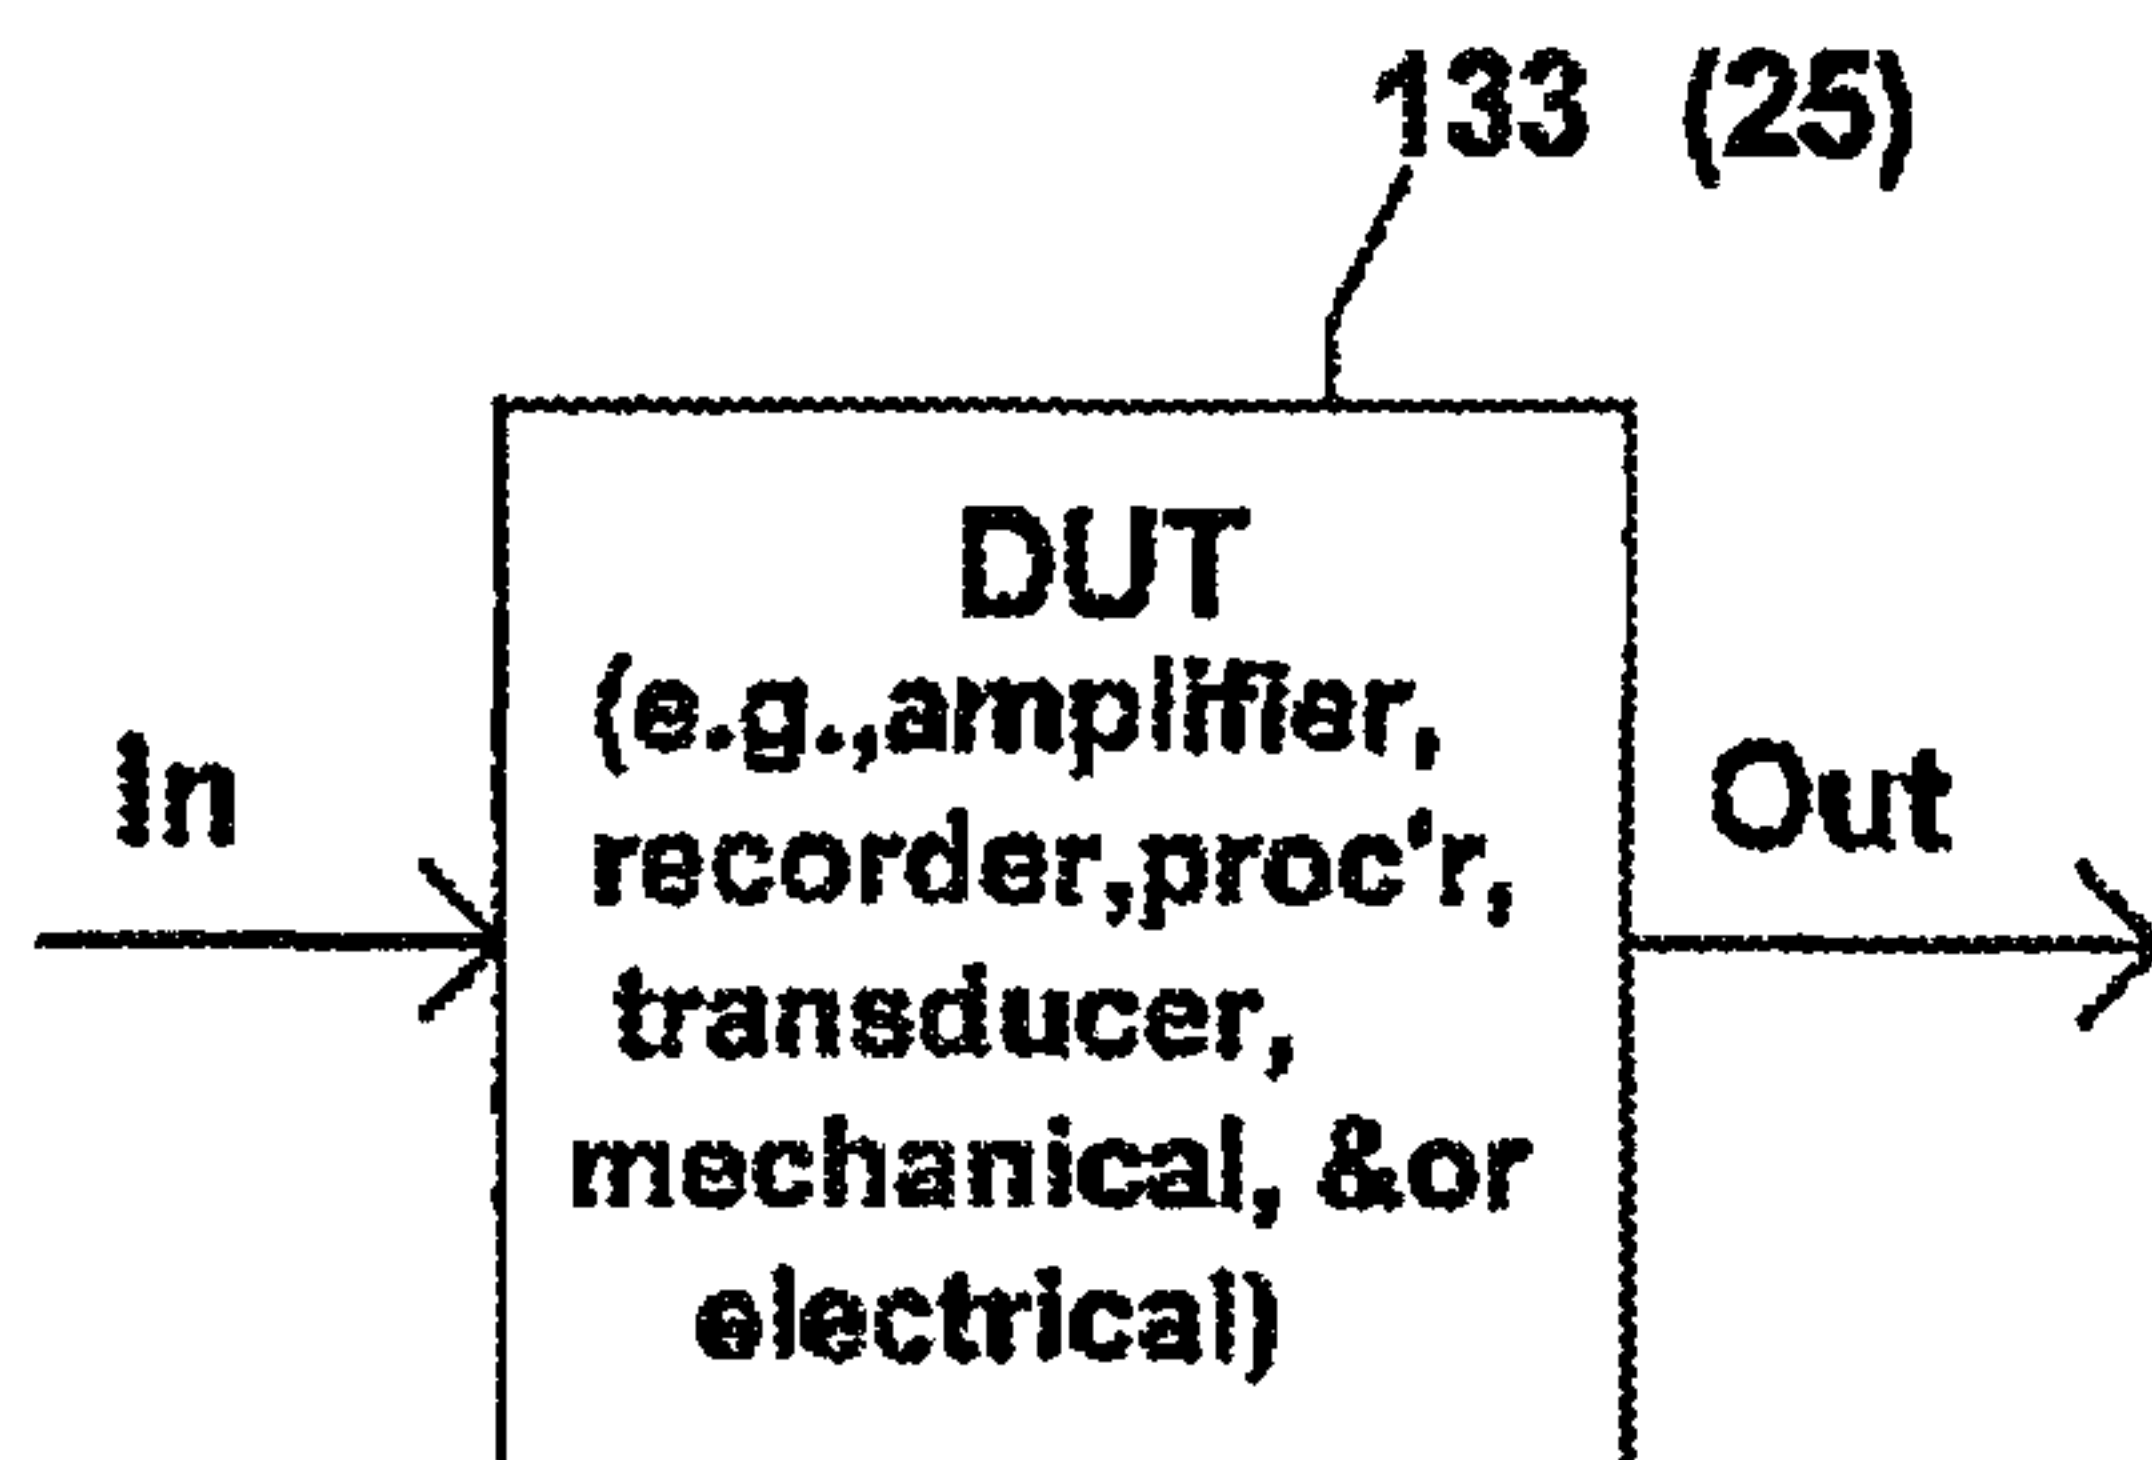 133 (25)
DUT
(e.g.,amplifier,
In
Out
recorder,proc'r,
transducer,
mechanical, &or
electrical)